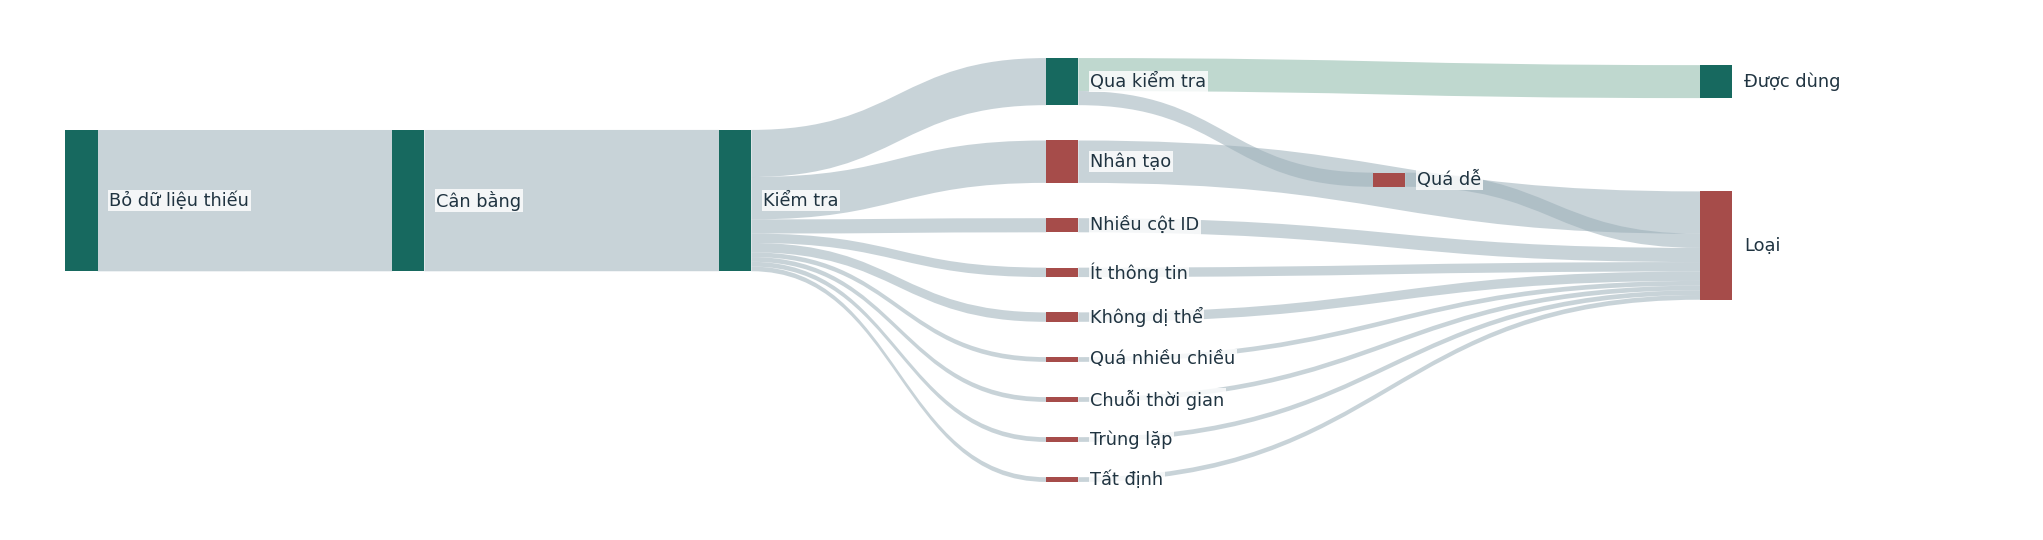 Bỏ dữ liệu thiếu
Cân bằng
Kiểm tra
Qua kiểm tra
Nhân tạo
Nhiều cột ID
Ít thông tin
Không dị thể
Quá nhiều chiều
Chuỗi thời gian
Trùng lặp
Tất định
Quá dễ
Được dùng
Loại